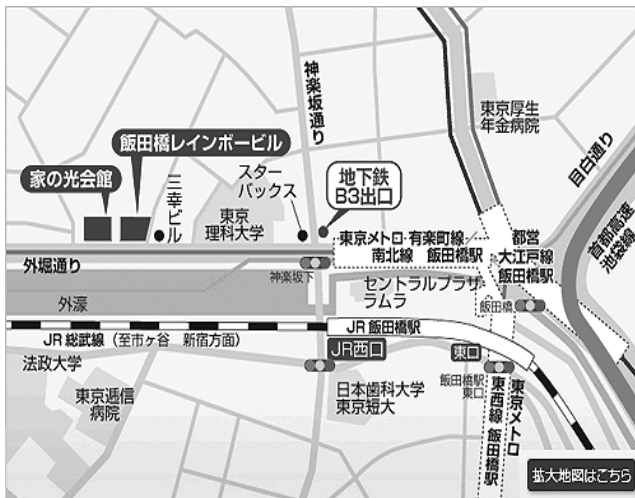 神楽坂通り
東京厚生
年金病院
目白通り
首都高速
池袋線
飯田橋レインボービル
家の光会館
三幸ビル
スター
バックス
地下鉄
B3出口
東京
理科大学
東京メトロ・有楽町線
南北線 飯田橋駅
都営
大江戸線
飯田橋駅
外堀通り
神楽坂下
セントラルプラザ
ラムラ
飯田橋
外濠
JR 飯田橋駅
JR 総武線(至市ヶ谷 新宿方面)
JR西口
東口
法政大学
飯田橋駅
東口
東京逓信
病院
日本歯科大学
東京短大
東京メトロ
東西線 飯田橋駅
拡大地図はこちら